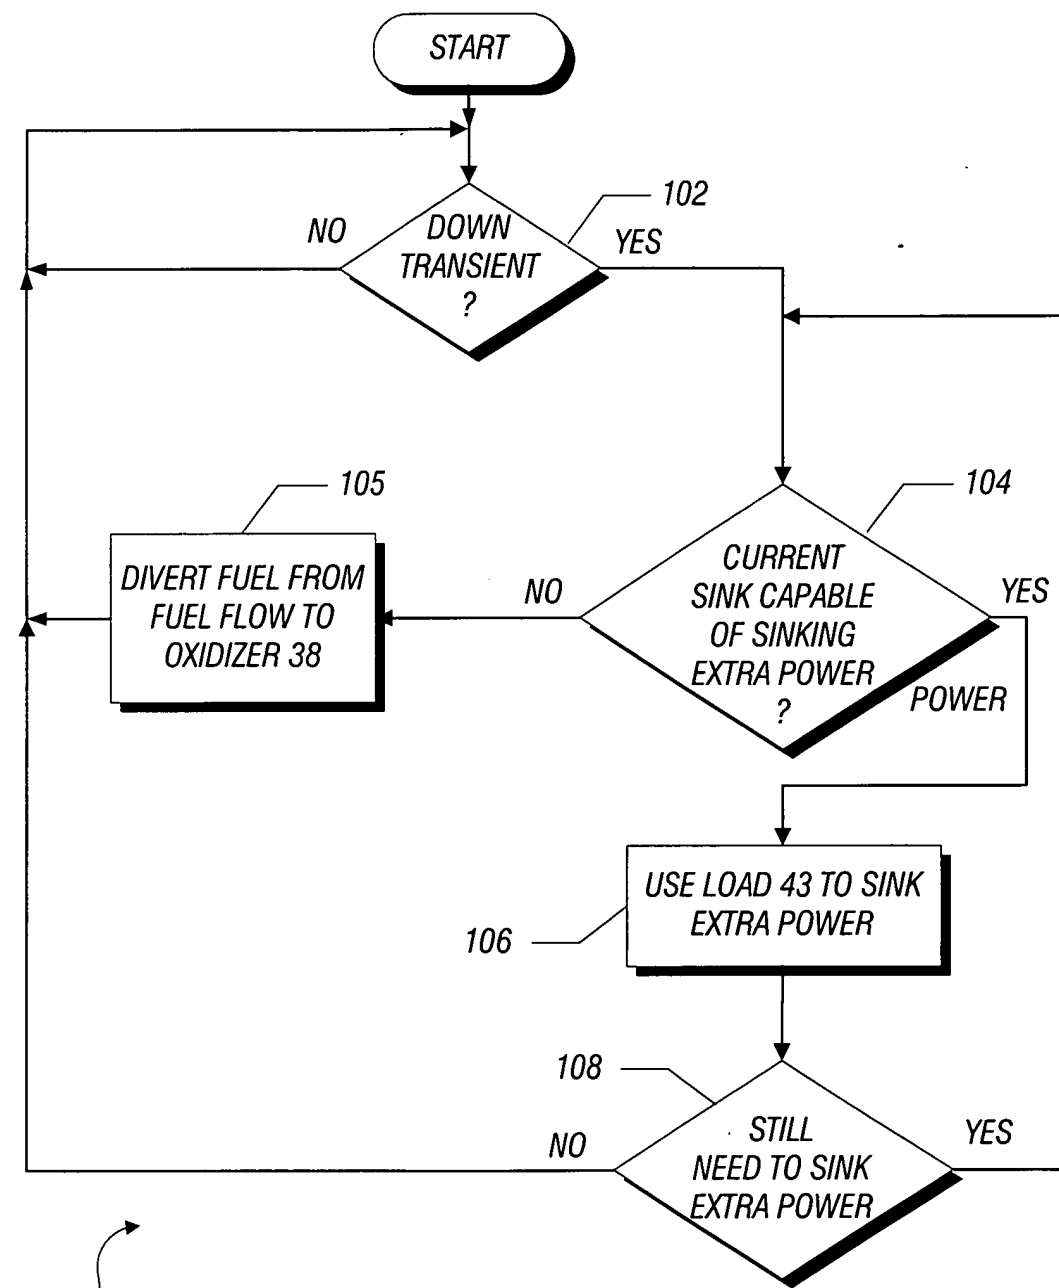 START
102
NO
DOWN
TRANSIENT
?
YES
105
104
DIVERT FUEL FROM
FUEL FLOW TO
OXIDIZER 38
NO
CURRENT
SINK CAPABLE
OF SINKING
EXTRA POWER
?
YES
POWER
USE LOAD 43 TO SINK
EXTRA POWER
106
108
NO
STILL
NEED TO SINK
EXTRA POWER
YES